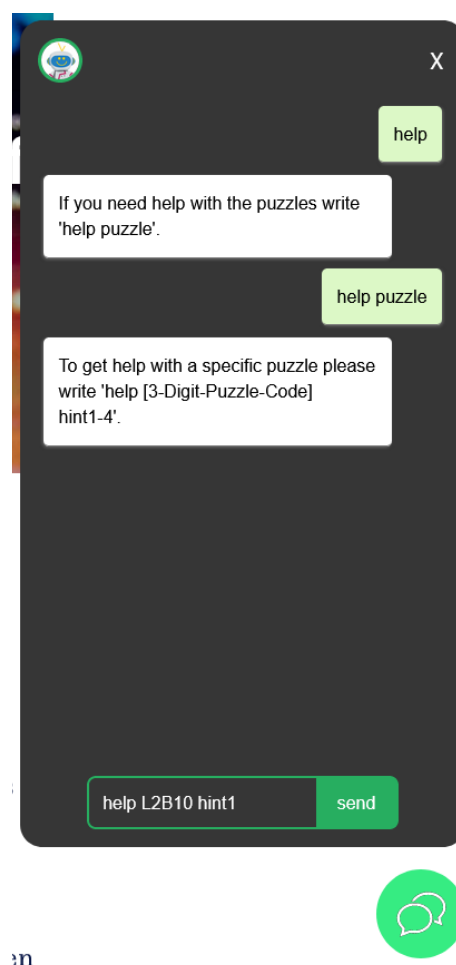 X
help
If you need help with the puzzles write
'help puzzle'.
help puzzle
To get help with a specific puzzle please
write 'help [3-Digit-Puzzle-Code]
hint1-4'.
help L2B10 hint1
send
en